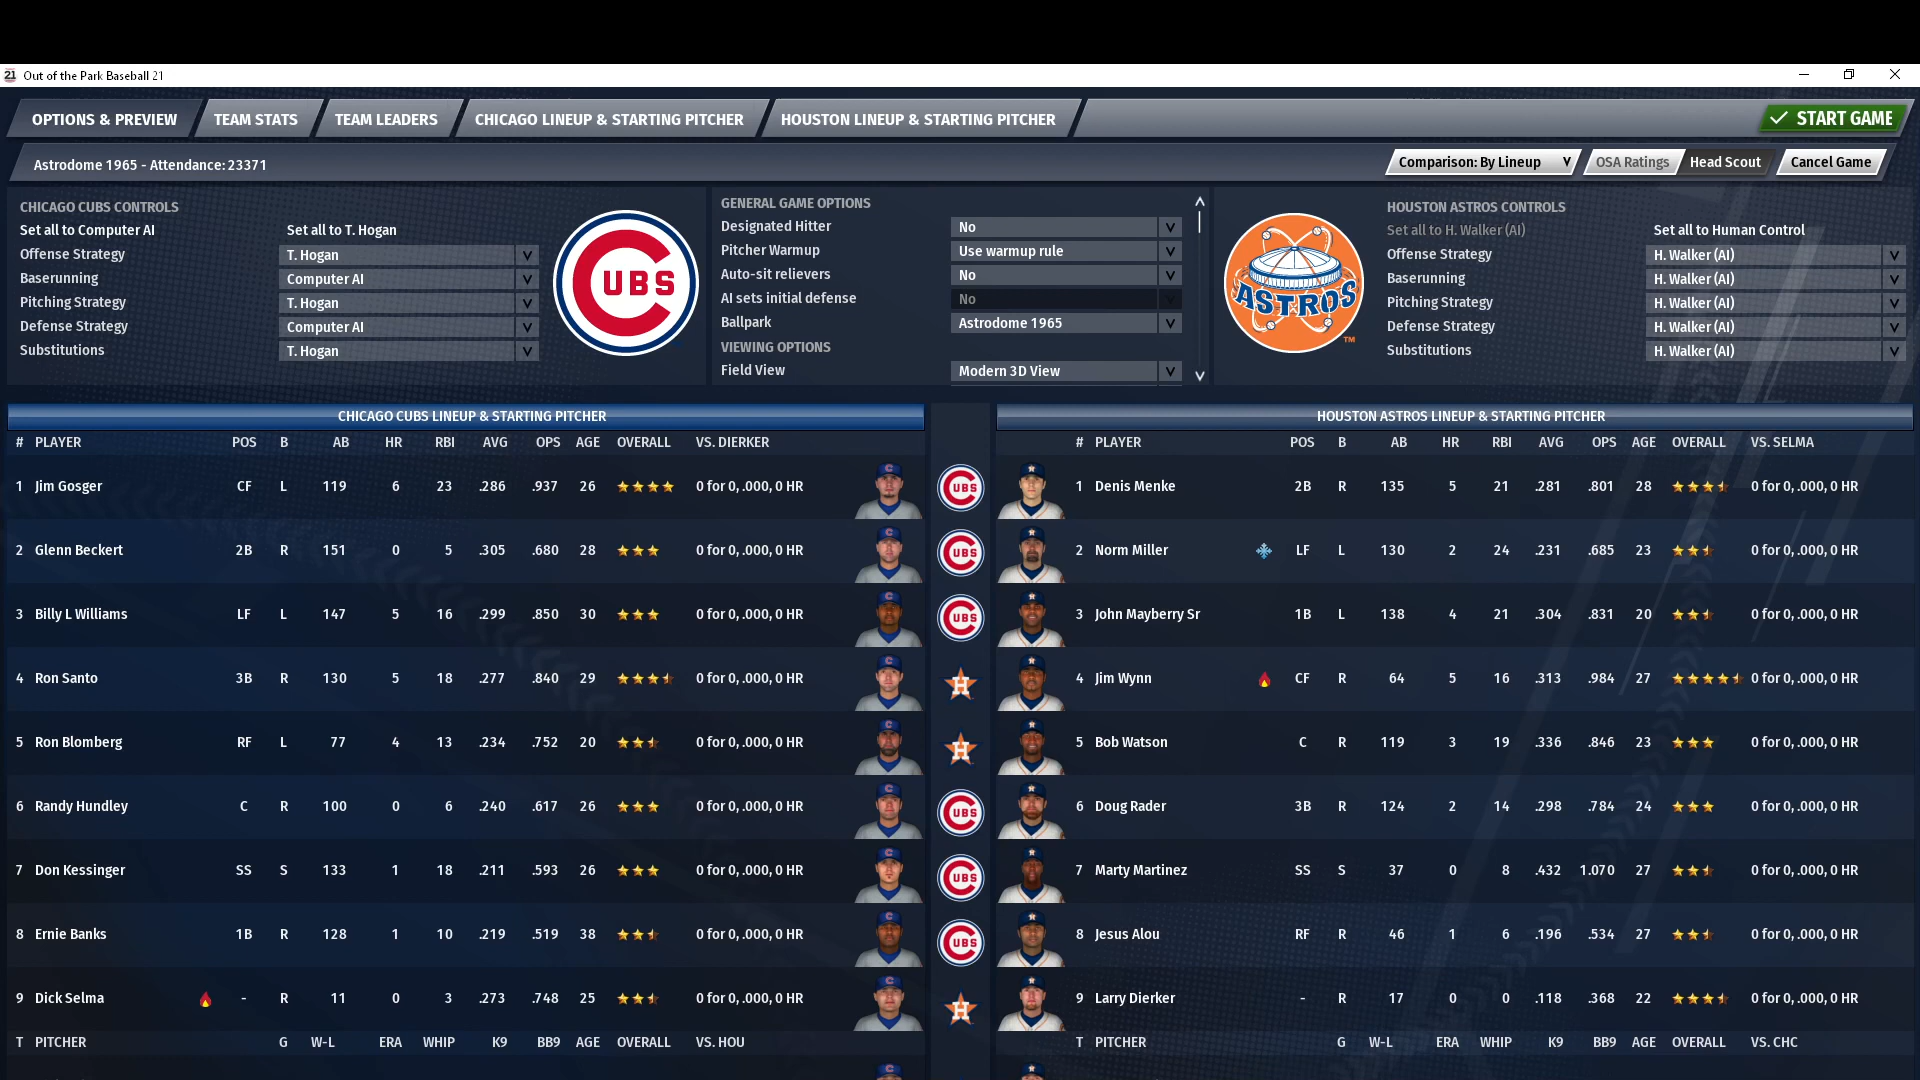 21 Out of the Park Baseball 21
OPTIONS & PREVIEW TEAM STATS TEAM LEADERS CHICAGO LINEUP & STARTING PITCHER HOUSTON LINEUP & STARTING PITCHER START GAME
Astrodome 1965 - Attendance: 23371 Comparison: By Lineup OSA Ratings Head Scout Cancel Game
CHICAGO CUBS CONTROLS
Set all to Computer AI Set all to T. Hogan
Offense Strategy T. Hogan
Baserunning Computer AI
Pitching Strategy T. Hogan
Defense Strategy Computer AI
Substitutions T. Hogan
CUBS
GENERAL GAME OPTIONS
Designated Hitter No
Pitcher Warmup Use warmup rule
Auto-sit relievers No
AI sets initial defense No
Ballpark Astrodome 1965
VIEWING OPTIONS
Field View Modern 3D View
ASTROS TM
HOUSTON ASTROS CONTROLS
Set all to H. Walker (AI) Set all to Human Control
Offense Strategy H. Walker (AI)
Baserunning H. Walker (AI)
Pitching Strategy H. Walker (AI)
Defense Strategy H. Walker (AI)
Substitutions H. Walker (AI)
CHICAGO CUBS LINEUP & STARTING PITCHER
# PLAYER POS B AB HR RBI AVG OPS AGE OVERALL VS. DIERKER
1 Jim Gosger CF L 119 6 23 .286 .937 26 0 for 0, .000, 0 HR
2 Glenn Beckert 2B R 151 0 5 .305 .680 28 0 for 0, .000, 0 HR
3 Billy L Williams LF L 147 5 16 .299 .850 30 0 for 0, .000, 0 HR
4 Ron Santo 3B R 130 5 18 .277 .840 29 0 for 0, .000, 0 HR
5 Ron Blomberg RF L 77 4 13 .234 .752 20 0 for 0, .000, 0 HR
6 Randy Hundley C R 100 0 6 .240 .617 26 0 for 0, .000, 0 HR
7 Don Kessinger SS S 133 1 18 .211 .593 26 0 for 0, .000, 0 HR
8 Ernie Banks 1B R 128 1 10 .219 .519 38 0 for 0, .000, 0 HR
9 Dick Selma - R 11 0 3 .273 .748 25 0 for 0, .000, 0 HR
T PITCHER G W-L ERA WHIP K9 BB9 AGE OVERALL VS. HOU
CUBS
CUBS
CUBS
H
H
CUBS
CUBS
CUBS
H
HOUSTON ASTROS LINEUP & STARTING PITCHER
# PLAYER POS B AB HR RBI AVG OPS AGE OVERALL VS. SELMA
1 Denis Menke 2B R 135 5 21 .281 .801 28 0 for 0, .000, 0 HR
2 Norm Miller LF L 130 2 24 .231 .685 23 0 for 0, .000, 0 HR
3 John Mayberry Sr 1B L 138 4 21 .304 .831 20 0 for 0, .000, 0 HR
4 Jim Wynn CF R 64 5 16 .313 .984 27 0 for 0, .000, 0 HR
5 Bob Watson C R 119 3 19 .336 .846 23 0 for 0, .000, 0 HR
6 Doug Rader 3B R 124 2 14 .298 .784 24 0 for 0, .000, 0 HR
7 Marty Martinez SS S 37 0 8 .432 1.070 27 0 for 0, .000, 0 HR
8 Jesus Alou RF R 46 1 6 .196 .534 27 0 for 0, .000, 0 HR
9 Larry Dierker - R 17 0 0 .118 .368 22 0 for 0, .000, 0 HR
T PITCHER G W-L ERA WHIP K9 BB9 AGE OVERALL VS. CHC